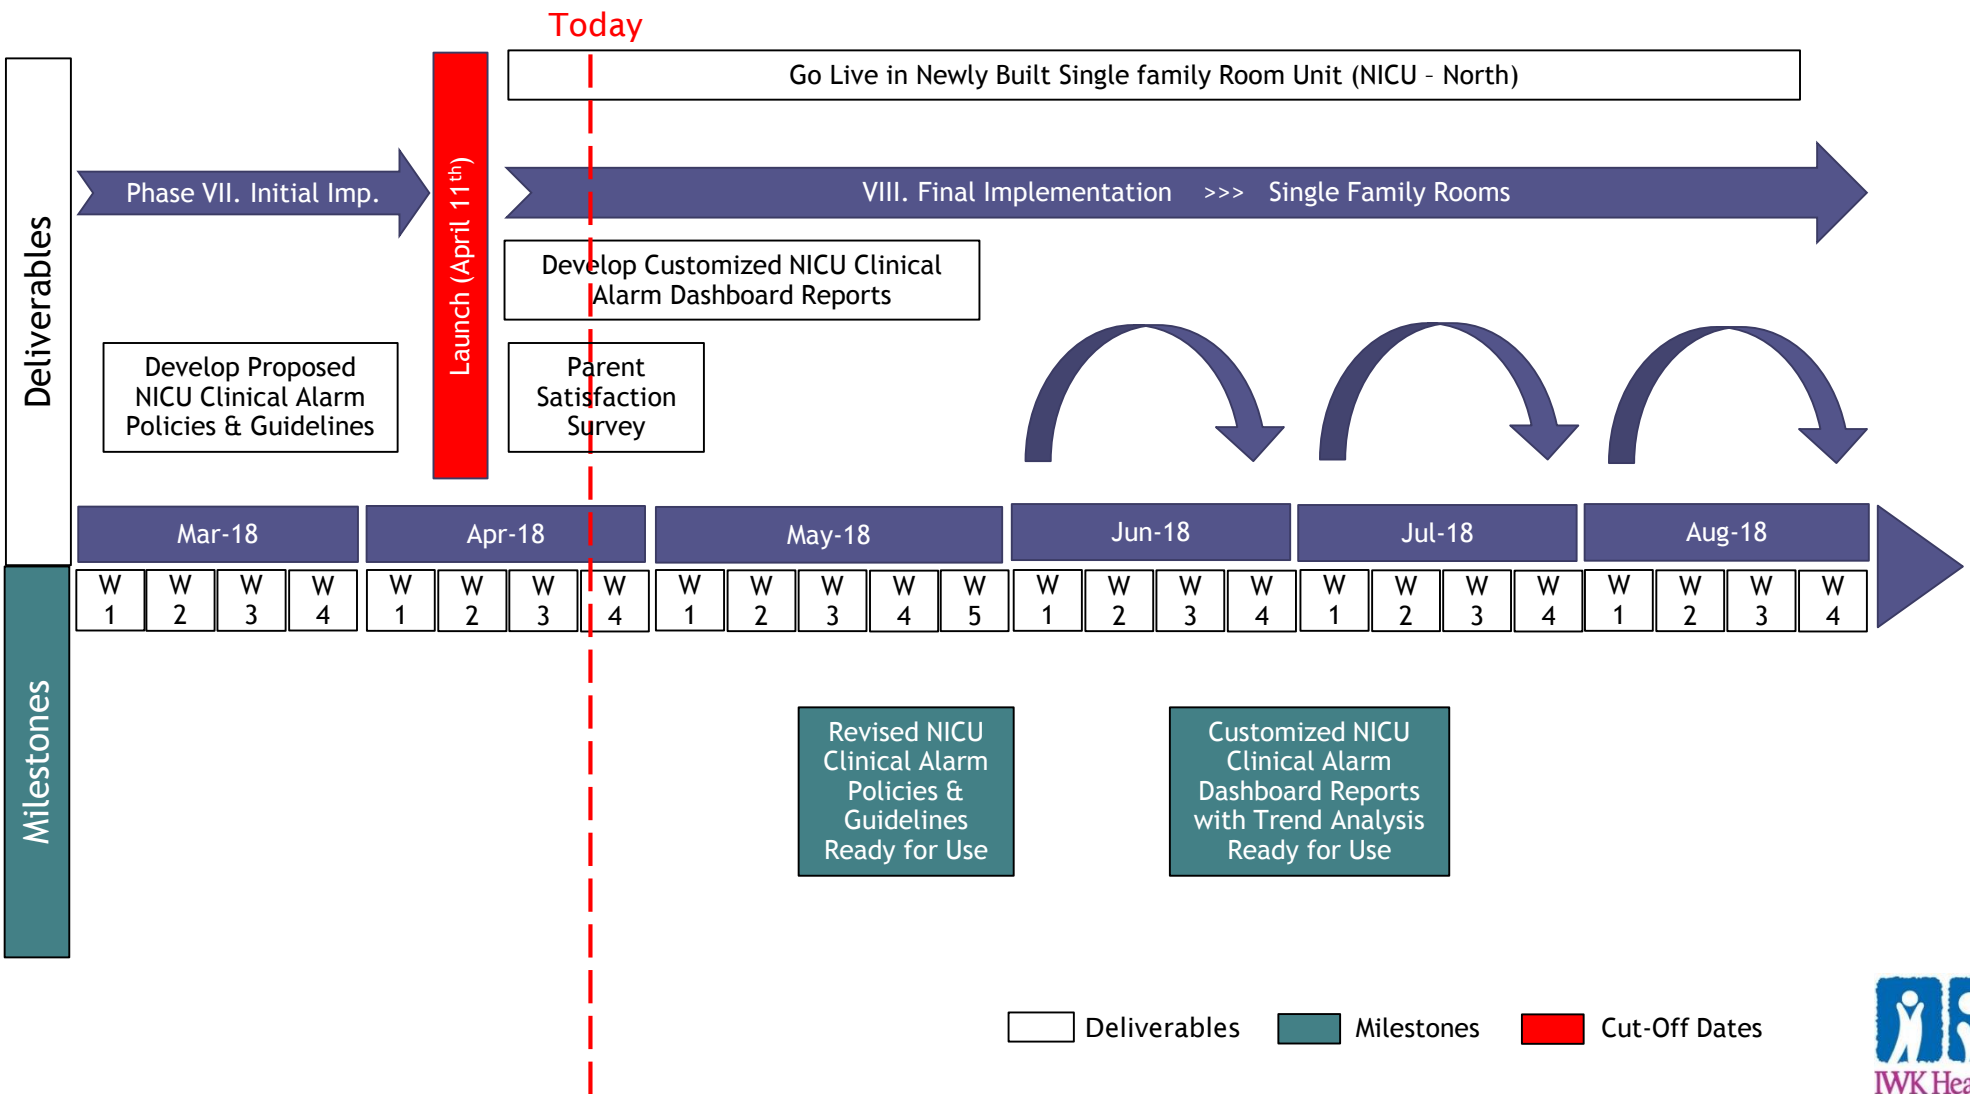 Today
Go Live in Newly Built Single family Room Unit (NICU – North)
Deliverables
Phase VII. Initial Imp.
Launch (April 11th)
VIII. Final Implementation >>> Single Family Rooms
Develop Customized NICU Clinical
Alarm Dashboard Reports
Develop Proposed
NICU Clinical Alarm
Policies & Guidelines
Parent
Satisfaction
Survey
Mar-18
Apr-18
May-18
Jun-18
Jul-18
Aug-18
W
1
W
2
W
3
W
4
W
1
W
2
W
3
W
4
W
1
W
2
W
3
W
4
W
5
W
1
W
2
W
3
W
4
W
1
W
2
W
3
W
4
W
1
W
2
W
3
W
4
Milestones
Revised NICU
Clinical Alarm
Policies &
Guidelines
Ready for Use
Customized NICU
Clinical Alarm
Dashboard Reports
with Trend Analysis
Ready for Use
Deliverables
Milestones
Cut-Off Dates
IWK